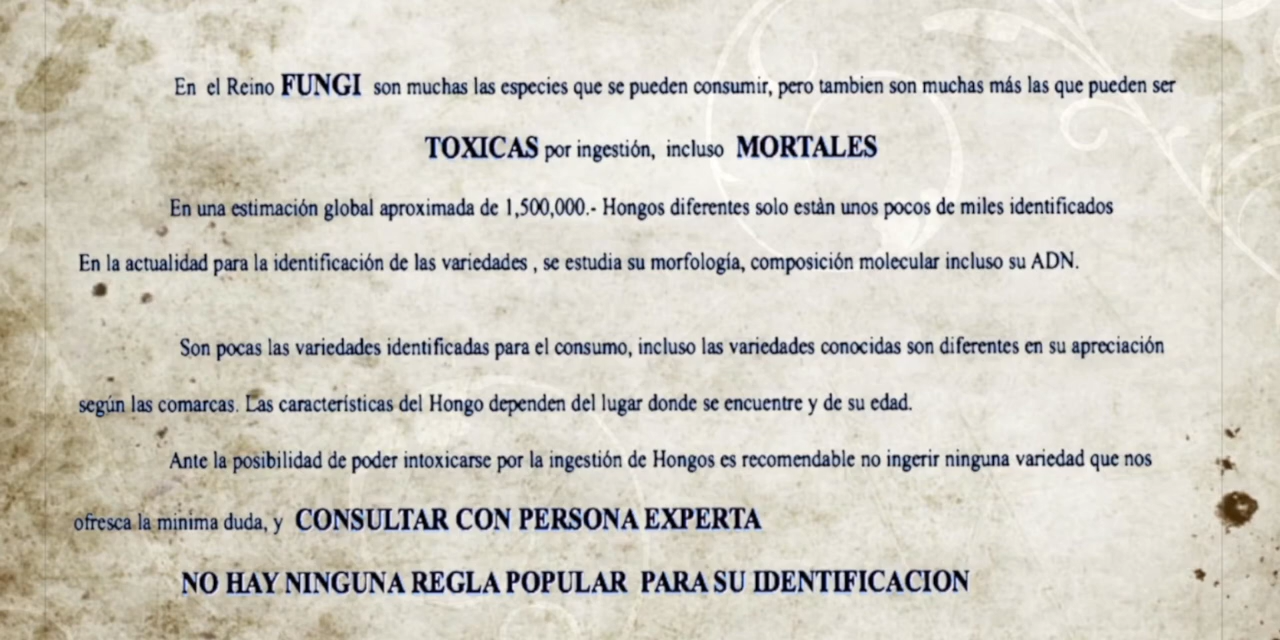 En el Reino FUNGI son muchas las especies que se pueden consumir, pero tambien son muchas más las que pueden ser
TOXICAS por ingestión, incluso MORTALES
En una estimación global aproximada de 1,500,000.- Hongos diferentes solo estàn unos pocos de miles identificados
En la actualidad para la identificación de las variedades , se estudia su morfología, composición molecular incluso su ADN.
Son pocas las variedades identificadas para el consumo, incluso las variedades conocidas son diferentes en su apreciación
según las comarcas. Las características del Hongo dependen del lugar donde se encuentre y de su edad.
Ante la posibilidad de poder intoxicarse por la ingestión de Hongos es recomendable no ingerir ninguna variedad que nos
ofresca la minima duda, y CONSULTAR CON PERSONA EXPERTA
NO HAY NINGUNA REGLA POPULAR PARA SU IDENTIFICACION